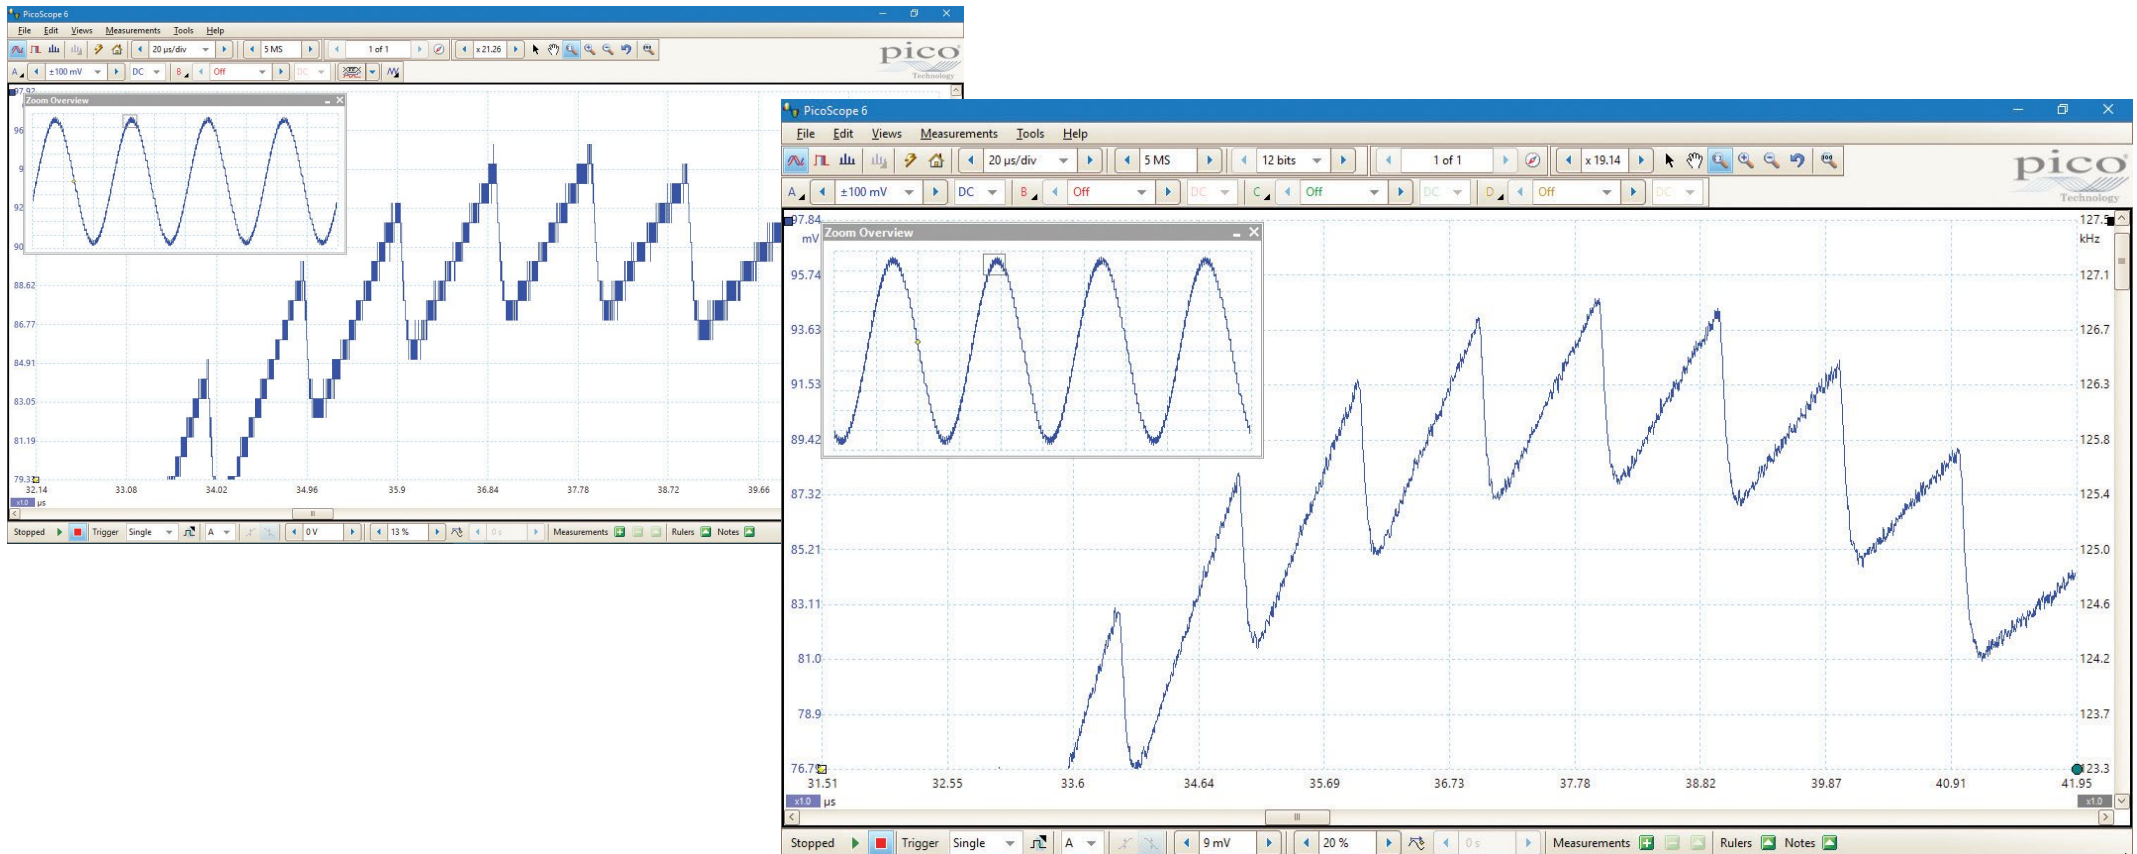 PicoScope 6
File Edit Views Measurements Tools Help
20 µs/div 5 MS 1 of 1 x 21.26
pico
Technology
A ±100 mV DC B Off DC
97.92
Zoom Overview
96
9
92
90
88.62
86.77
84.91
83.05
81.19
79.33
32.14 33.08 34.02 34.96 35.9 36.84 37.78 38.72 39.66
x1.0 µs
Stopped Trigger Single A 0 V 13 % 0 s Measurements Rulers Notes
PicoScope 6
File Edit Views Measurements Tools Help
20 µs/div 5 MS 12 bits 1 of 1 x 19.14
pico
Technology
A ±100 mV DC B Off DC C Off DC D Off DC
97.84 127.5
mV kHz
Zoom Overview
95.74 127.1
93.63 126.7
91.53 126.3
89.42 125.8
87.32 125.4
85.21 125.0
83.11 124.6
81.0 124.2
78.9 123.7
76.79 123.3
31.51 32.55 33.6 34.64 35.69 36.73 37.78 38.82 39.87 40.91 41.95
x1.0 µs x1.0
Stopped Trigger Single A 9 mV 20 % 0 s Measurements Rulers Notes